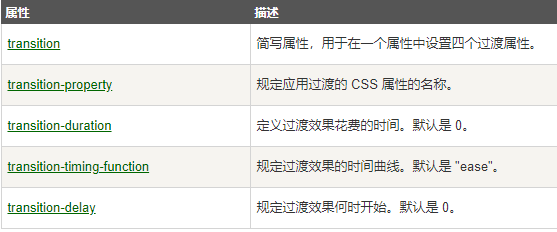 属性 描述
transition 简写属性，用于在一个属性中设置四个过渡属性。
transition-property 规定应用过渡的 CSS 属性的名称。
transition-duration 定义过渡效果花费的时间。默认是 0。
transition-timing-function 规定过渡效果的时间曲线。默认是 "ease"。
transition-delay 规定过渡效果何时开始。默认是 0。